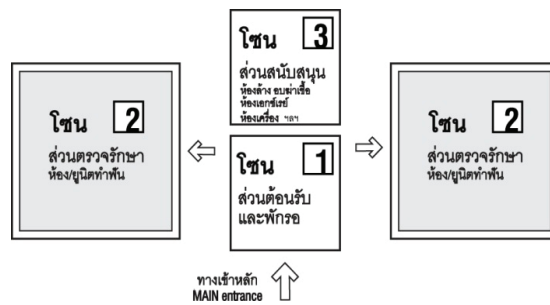 โซน 3
ส่วนสนับสนุน
ห้องล้าง อบฆ่าเชื้อ
ห้องเอกซ์เรย์
ห้องเครื่อง ฯลฯ
โซน 2
ส่วนตรวจรักษา
ห้อง/ยูนิตทำฟัน
โซน 1
ส่วนต้อนรับ
และพักรอ
โซน 2
ส่วนตรวจรักษา
ห้อง/ยูนิตทำฟัน
ทางเข้าหลัก
MAIN entrance